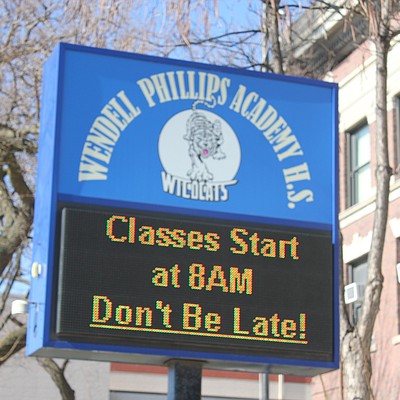 WENDELL PHILLIPS ACADEMY H.S.
WILDCATS
Classes Start
at 8AM
Don't Be Late!